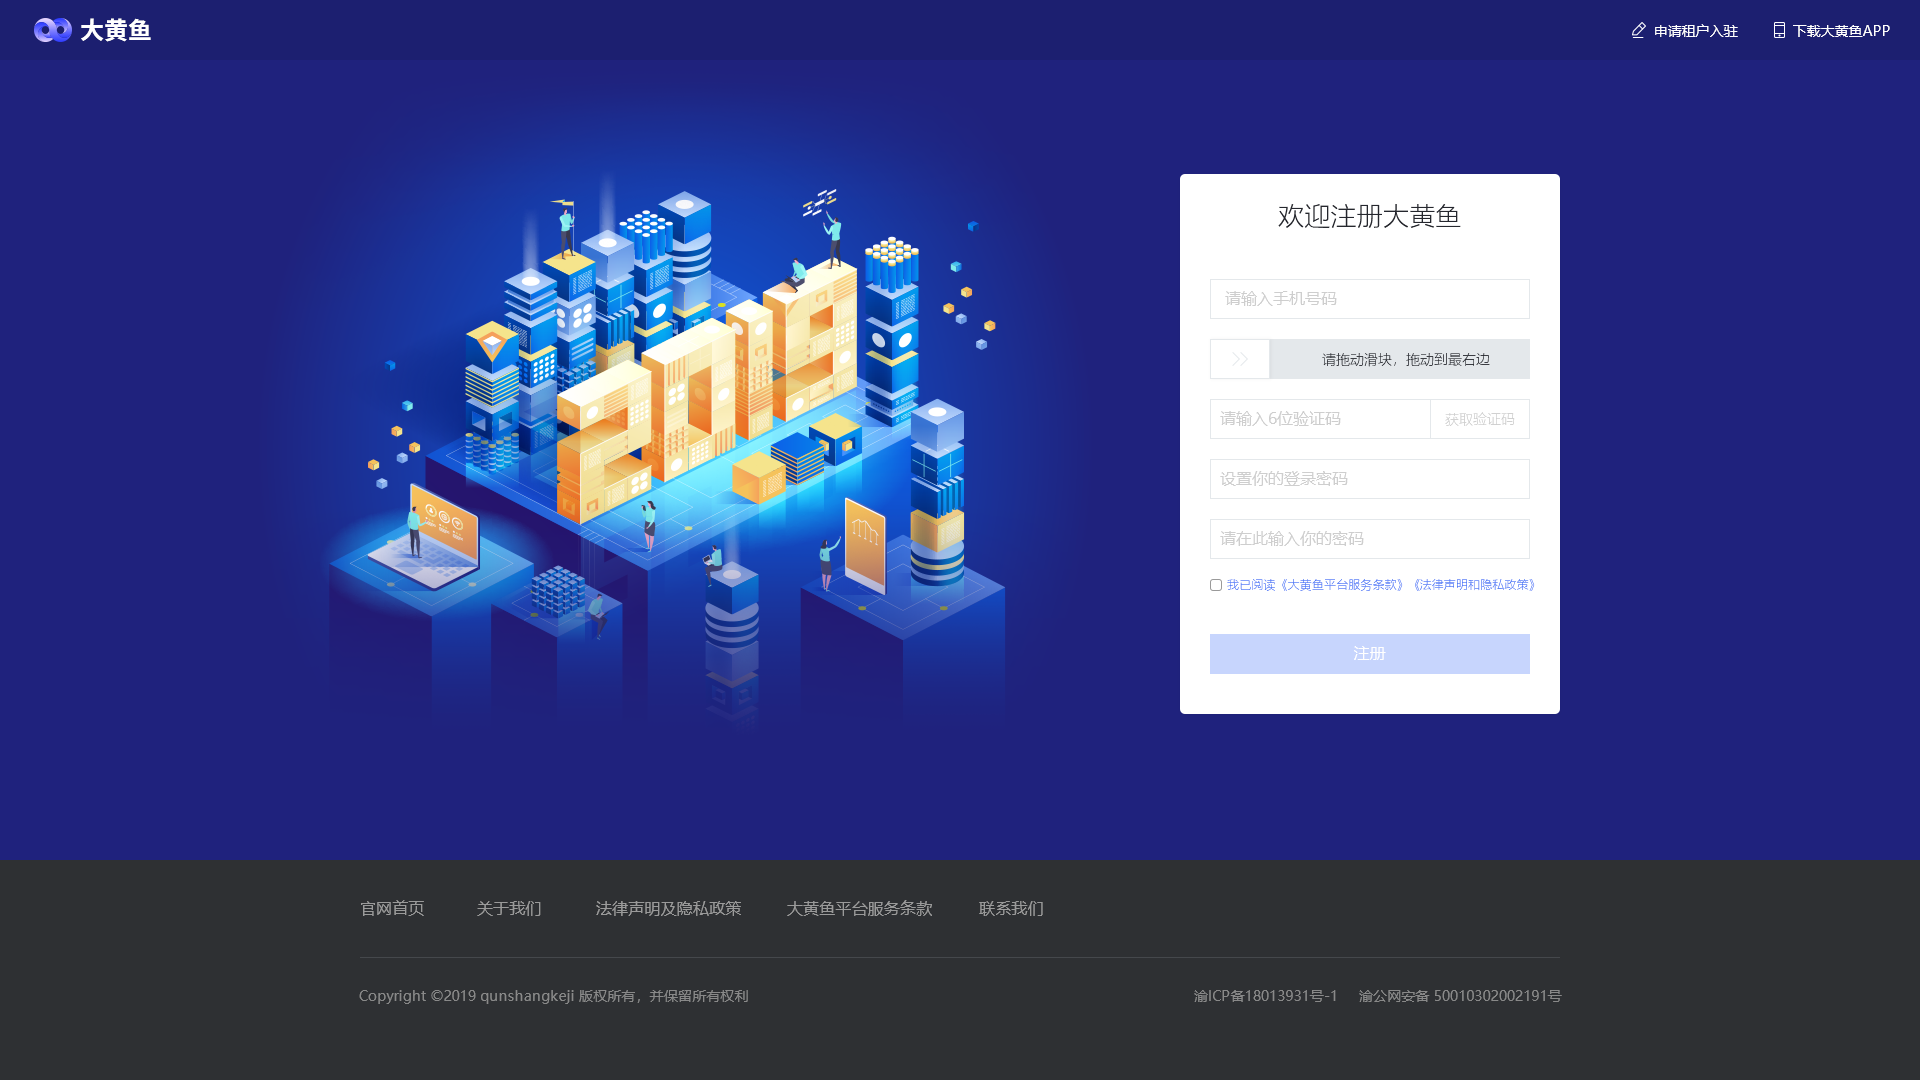 大黄鱼
申请租户入驻
下载大黄鱼APP
欢迎注册大黄鱼
请输入手机号码
请拖动滑块，拖动到最右边
请输入6位验证码
获取验证码
设置你的登录密码
请在此输入你的密码
我已阅读《大黄鱼平台服务条款》《法律声明和隐私政策》
注册
官网首页
关于我们
法律声明及隐私政策
大黄鱼平台服务条款
联系我们
Copyright ©2019 qunshangkeji 版权所有，并保留所有权利
渝ICP备18013931号-1
渝公网安备 50010302002191号